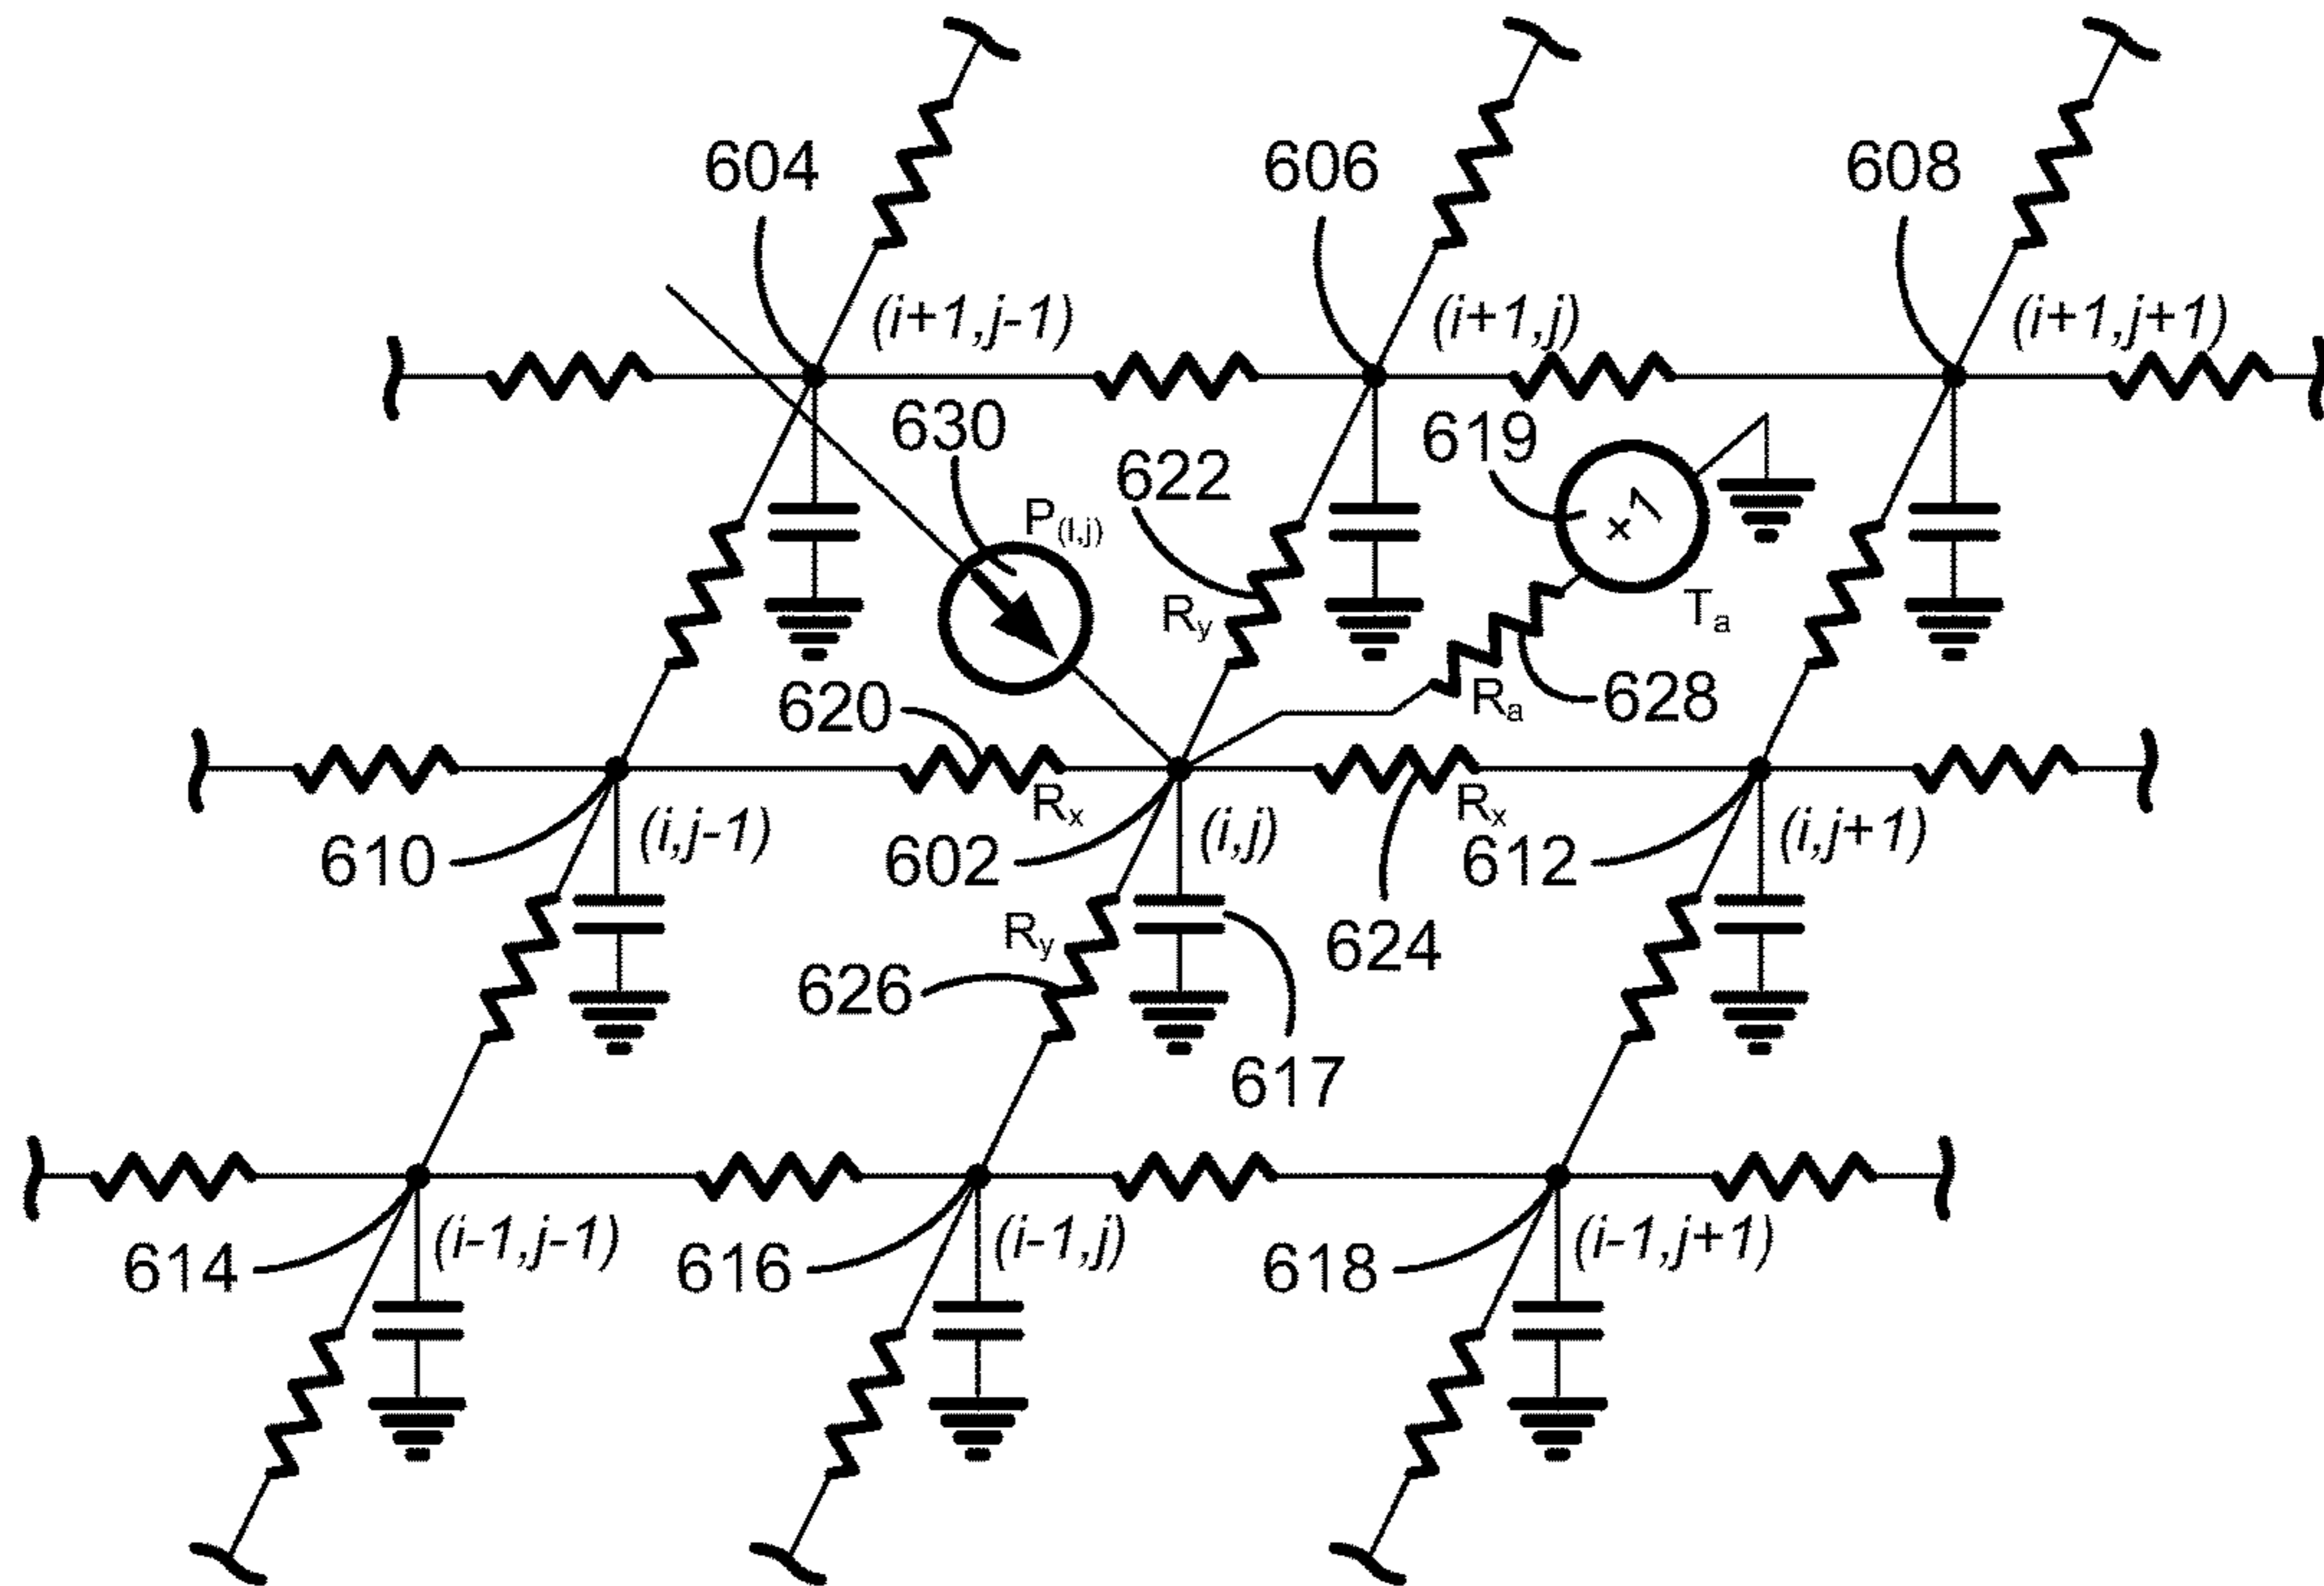 604 606 608
(i+1,j-1) (i+1,j) (i+1,j+1)
630 619
622
P(I,j)
Ry Ta
620 Ra 628
Rx Rx
610 (i,j-1) 602 (i,j) 612 (i,j+1)
Ry 624
626
617
614 (i-1,j-1) 616 (i-1,j) 618 (i-1,j+1)